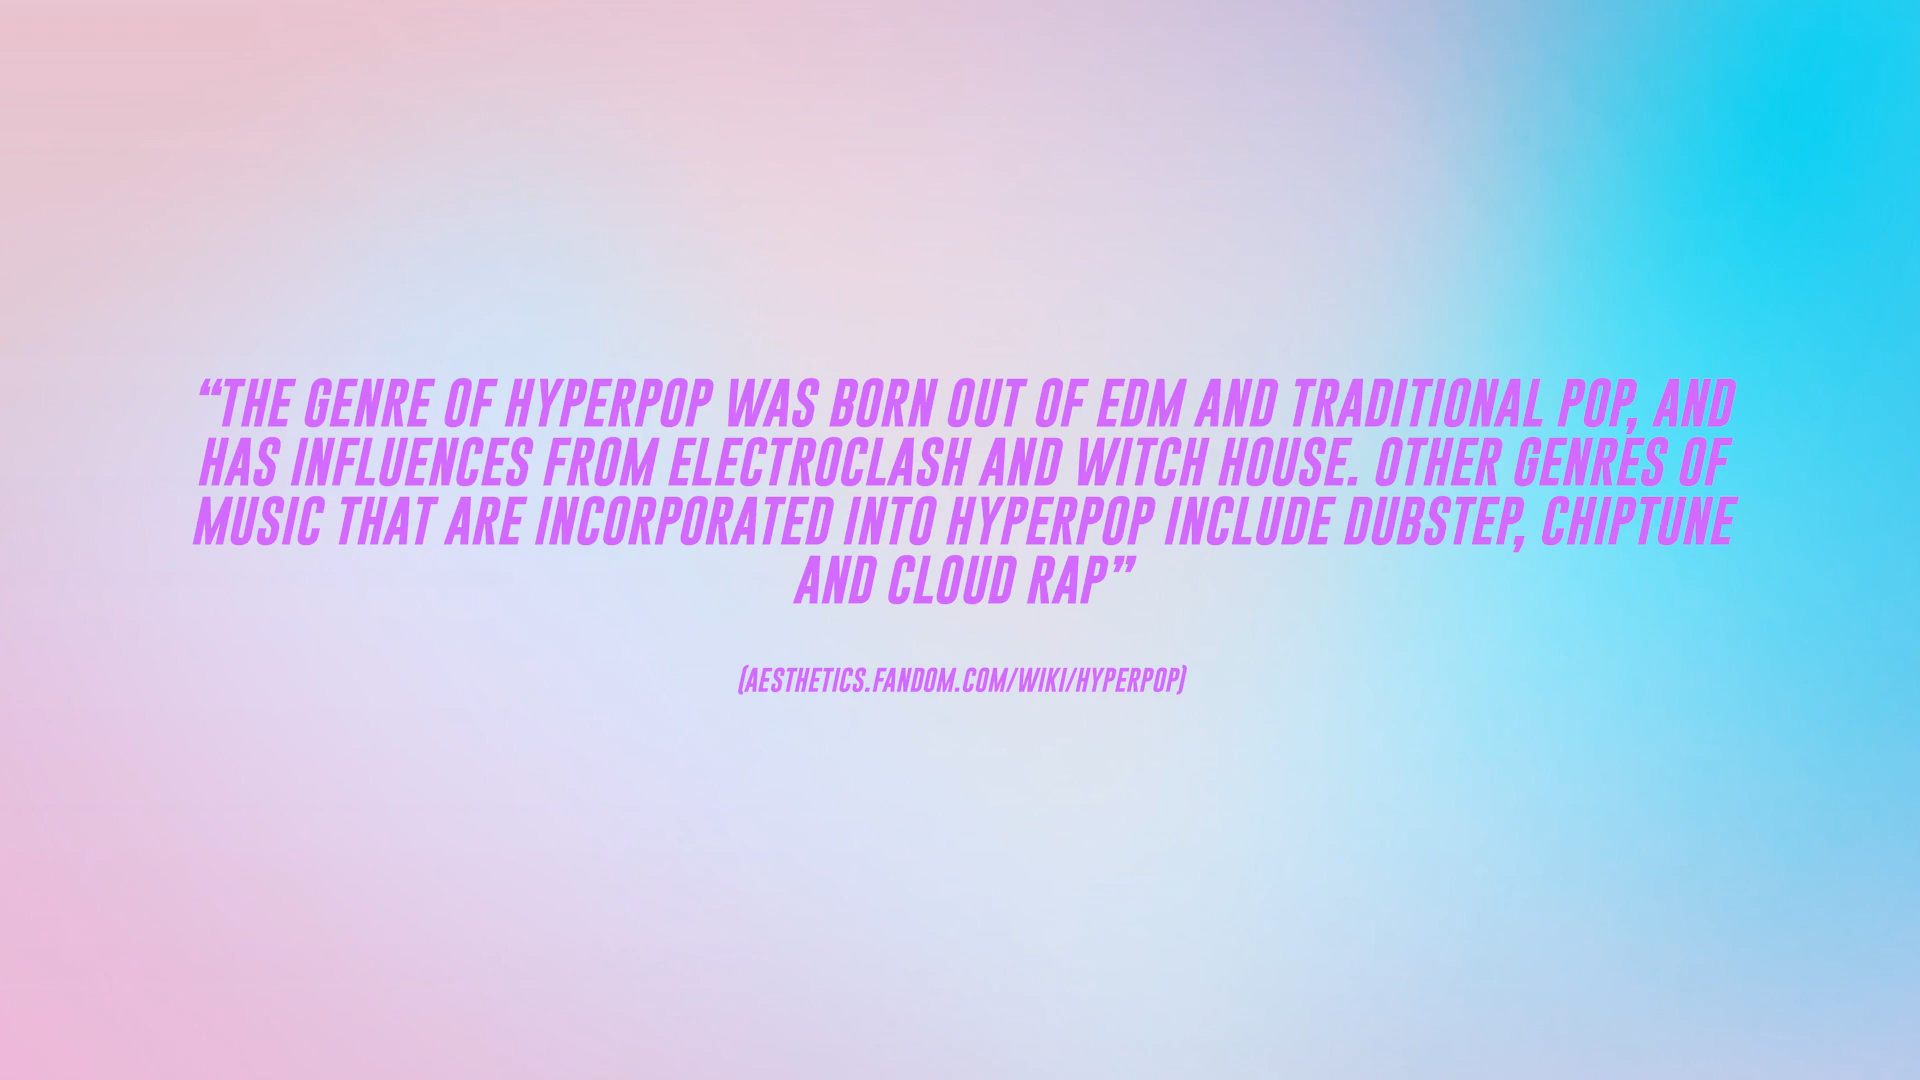 “THE GENRE OF HYPERPOP WAS BORN OUT OF EDM AND TRADITIONAL POP, AND
HAS INFLUENCES FROM ELECTROCLASH AND WITCH HOUSE. OTHER GENRES OF
MUSIC THAT ARE INCORPORATED INTO HYPERPOP INCLUDE DUBSTEP, CHIPTUNE
AND CLOUD RAP”
(AESTHETICS.FANDOM.COM/WIKI/HYPERPOP)